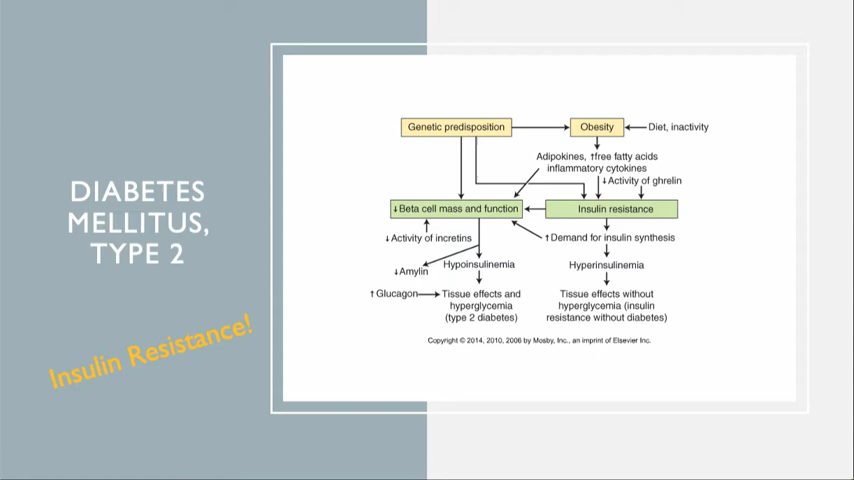 DIABETES
MELLITUS,
TYPE 2
Insulin Resistance!
Genetic predisposition
Obesity
Diet, inactivity
Adipokines, ↑free fatty acids
inflammatory cytokines
↓Activity of ghrelin
↓Beta cell mass and function
Insulin resistance
↓Activity of incretins
↑Demand for insulin synthesis
↓Amylin
Hypoinsulinemia
Hyperinsulinemia
↑Glucagon
Tissue effects and
hyperglycemia
(type 2 diabetes)
Tissue effects without
hyperglycemia (insulin
resistance without diabetes)
Copyright © 2014, 2010, 2006 by Mosby, Inc., an imprint of Elsevier Inc.